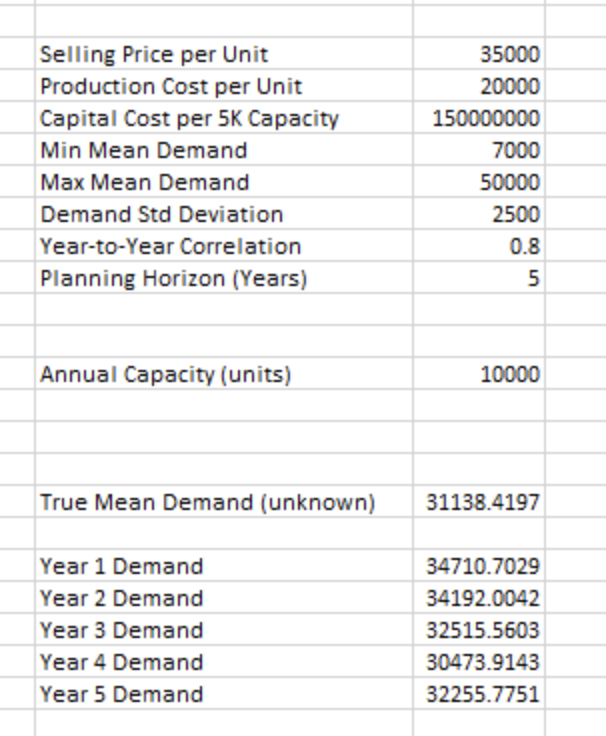 Selling Price per Unit 35000
Production Cost per Unit 20000
Capital Cost per 5K Capacity 150000000
Min Mean Demand 7000
Max Mean Demand 50000
Demand Std Deviation 2500
Year-to-Year Correlation 0.8
Planning Horizon (Years) 5
Annual Capacity (units) 10000
True Mean Demand (unknown) 31138.4197
Year 1 Demand 34710.7029
Year 2 Demand 34192.0042
Year 3 Demand 32515.5603
Year 4 Demand 30473.9143
Year 5 Demand 32255.7751